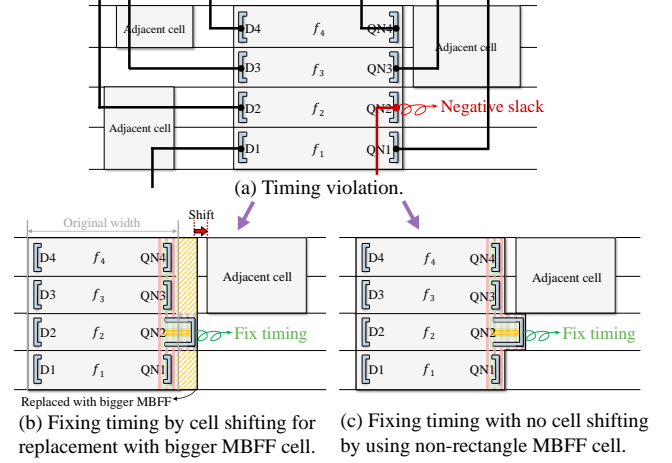 Adjacent cell
D4 f4 QN4
Adjacent cell
D3 f3 QN3
D2 f2 QN2 Negative slack
Adjacent cell
D1 f1 QN1
(a) Timing violation.
Original width
Shift
D4 f4 QN4
Adjacent cell
D3 f3 QN3
D2 f2 QN2 Fix timing
D1 f1 QN1
Replaced with bigger MBFF
(b) Fixing timing by cell shifting for
replacement with bigger MBFF cell.
D4 f4 QN4
Adjacent cell
D3 f3 QN3
D2 f2 QN2 Fix timing
D1 f1 QN1
(c) Fixing timing with no cell shifting
by using non-rectangle MBFF cell.